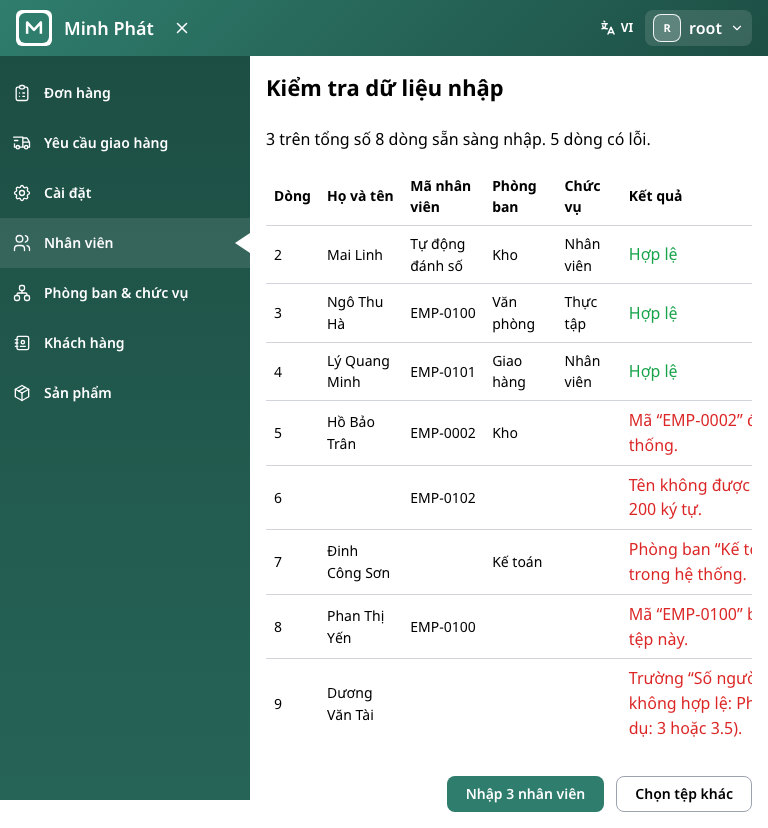 Minh Phát
VI
R
root
Đơn hàng
Yêu cầu giao hàng
Cài đặt
Nhân viên
Phòng ban & chức vụ
Khách hàng
Sản phẩm
Kiểm tra dữ liệu nhập
3 trên tổng số 8 dòng sẵn sàng nhập. 5 dòng có lỗi.
Dòng Họ và tên Mã nhân viên Phòng ban Chức vụ Kết quả
2 Mai Linh Tự động đánh số Kho Nhân viên Hợp lệ
3 Ngô Thu Hà EMP-0100 Văn phòng Thực tập Hợp lệ
4 Lý Quang Minh EMP-0101 Giao hàng Nhân viên Hợp lệ
5 Hồ Bảo Trân EMP-0002 Kho Mã “EMP-0002”
thống.
6 EMP-0102 Tên không được
200 ký tự.
7 Đinh Công Sơn Kế toán Phòng ban “Kế
trong hệ thống.
8 Phan Thị Yến EMP-0100 Mã “EMP-0100”
tệp này.
9 Dương Văn Tài Trường “Số
không hợp lệ:
dụ: 3 hoặc 3.5).
Nhập 3 nhân viên
Chọn tệp khác